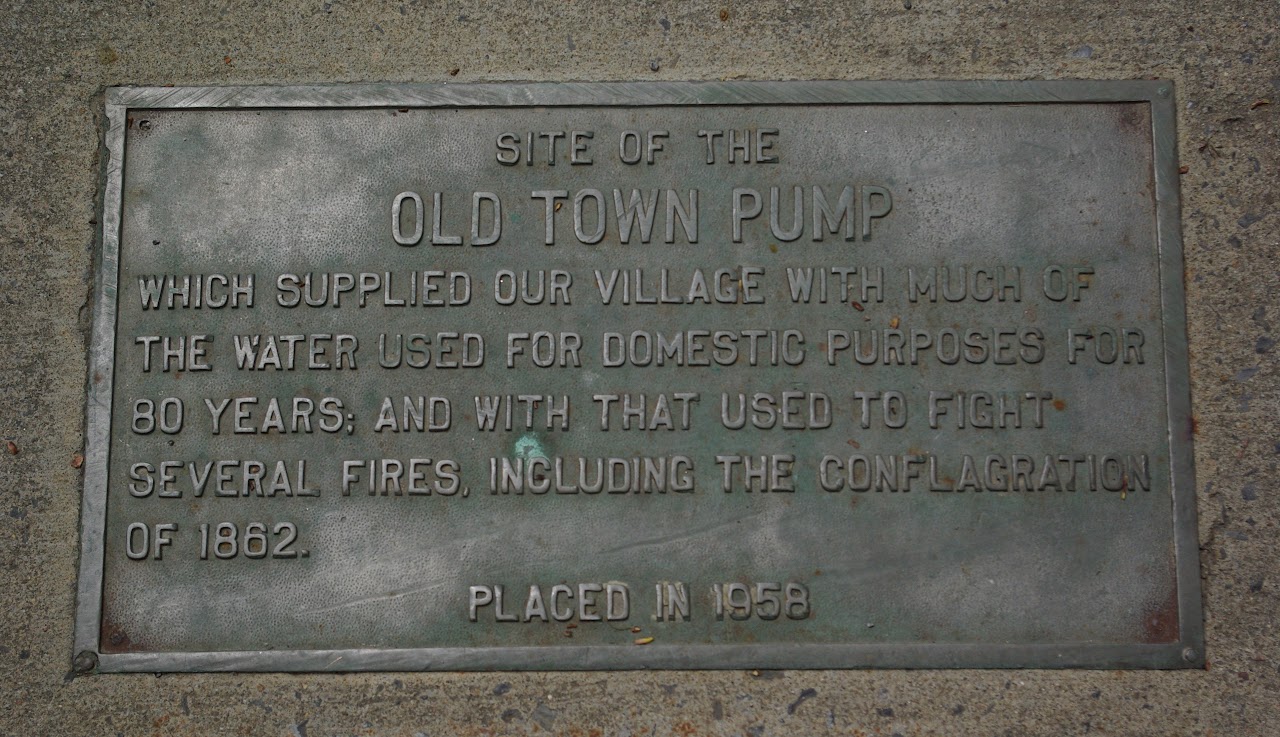 SITE OF THE
OLD TOWN PUMP
WHICH SUPPLIED OUR VILLAGE WITH MUCH OF
THE WATER USED FOR DOMESTIC PURPOSES FOR
80 YEARS; AND WITH THAT USED TO FIGHT
SEVERAL FIRES, INCLUDING THE CONFLAGRATION
OF 1862.
PLACED IN 1958